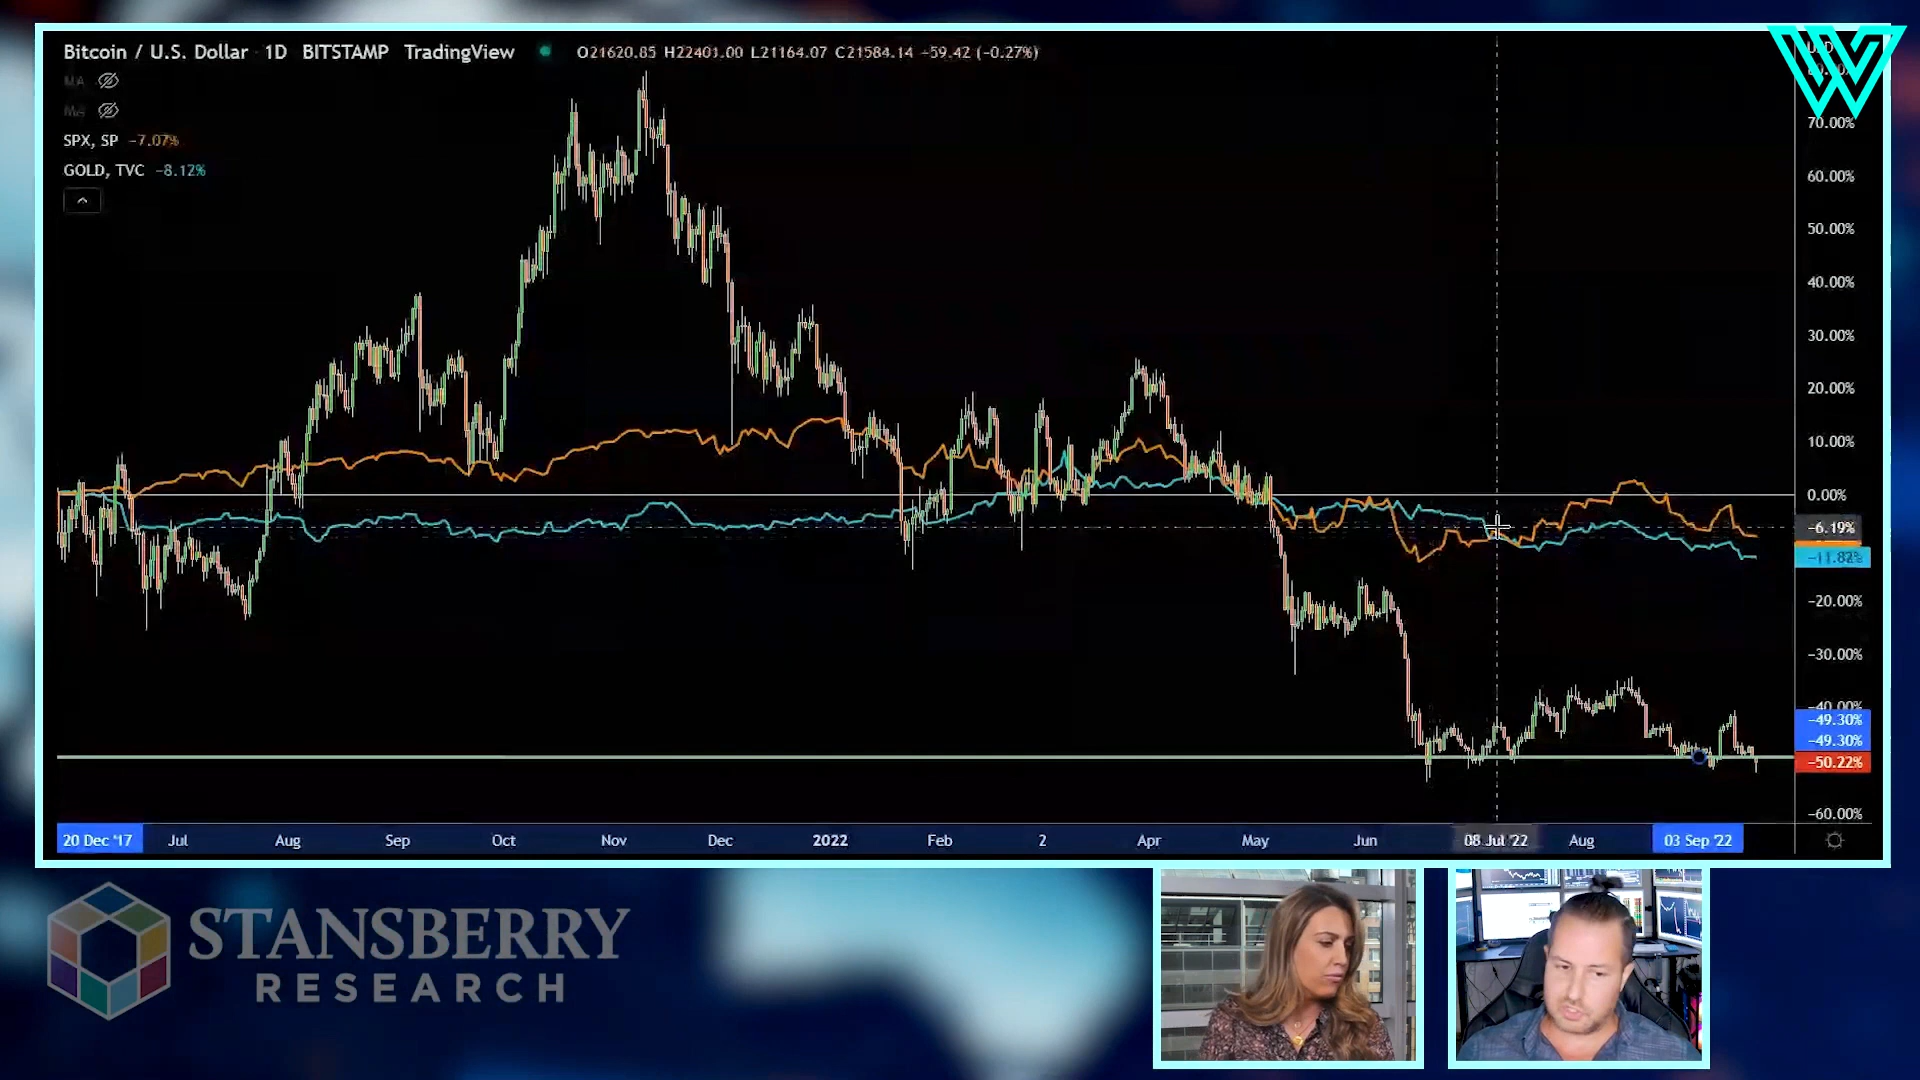 Bitcoin / U.S. Dollar 1D BITSTAMP TradingView O21620.85 H22401.00 L21164.07 C21584.14 −59.42 (−0.27%)
MA
SPX, SP −7.07%
GOLD, TVC −8.12%
70.00%
60.00%
50.00%
40.00%
30.00%
20.00%
10.00%
0.00%
−6.19%
−11.82%
−20.00%
−30.00%
−40.00%
−49.30%
−49.30%
−50.22%
−60.00%
20 Dec '17 Jul Aug Sep Oct Nov Dec 2022 Feb 2 Apr May Jun 08 Jul '22 Aug 03 Sep '22
STANSBERRY
RESEARCH